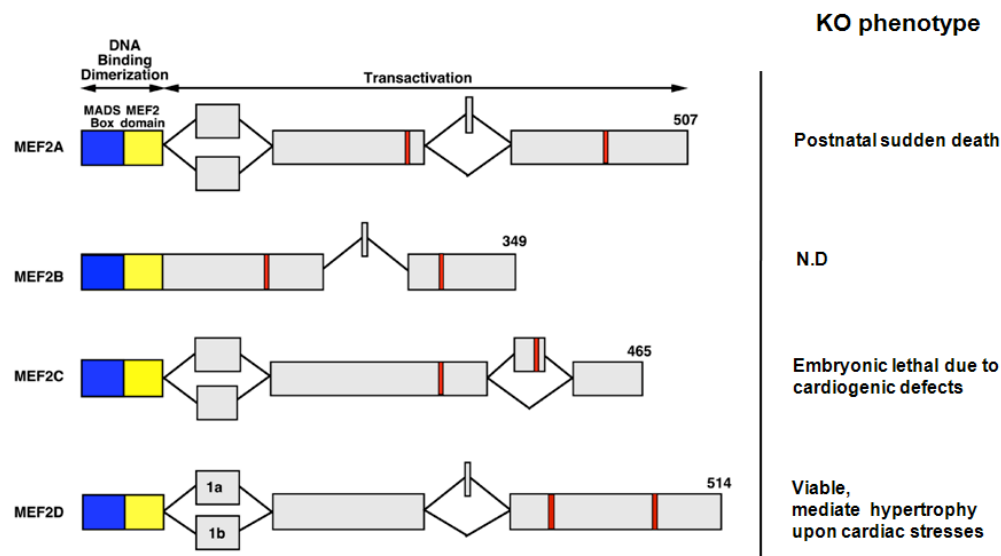 KO phenotype
DNA
Binding
Dimerization
Transactivation
MADS MEF2
Box domain
507
MEF2A
Postnatal sudden death
349
MEF2B
N.D
465
MEF2C
Embryonic lethal due to
cardiogenic defects
1a
514
MEF2D
1b
Viable,
mediate hypertrophy
upon cardiac stresses